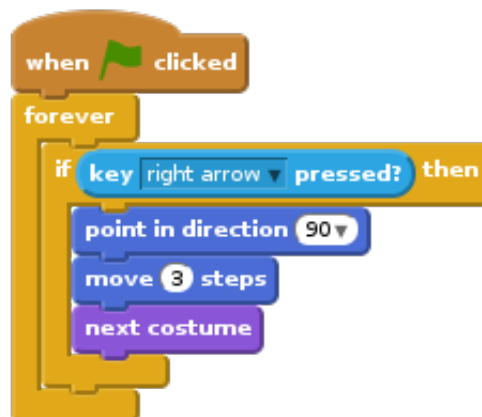 when clicked
forever
if key right arrow pressed? then
point in direction 90
move 3 steps
next costume